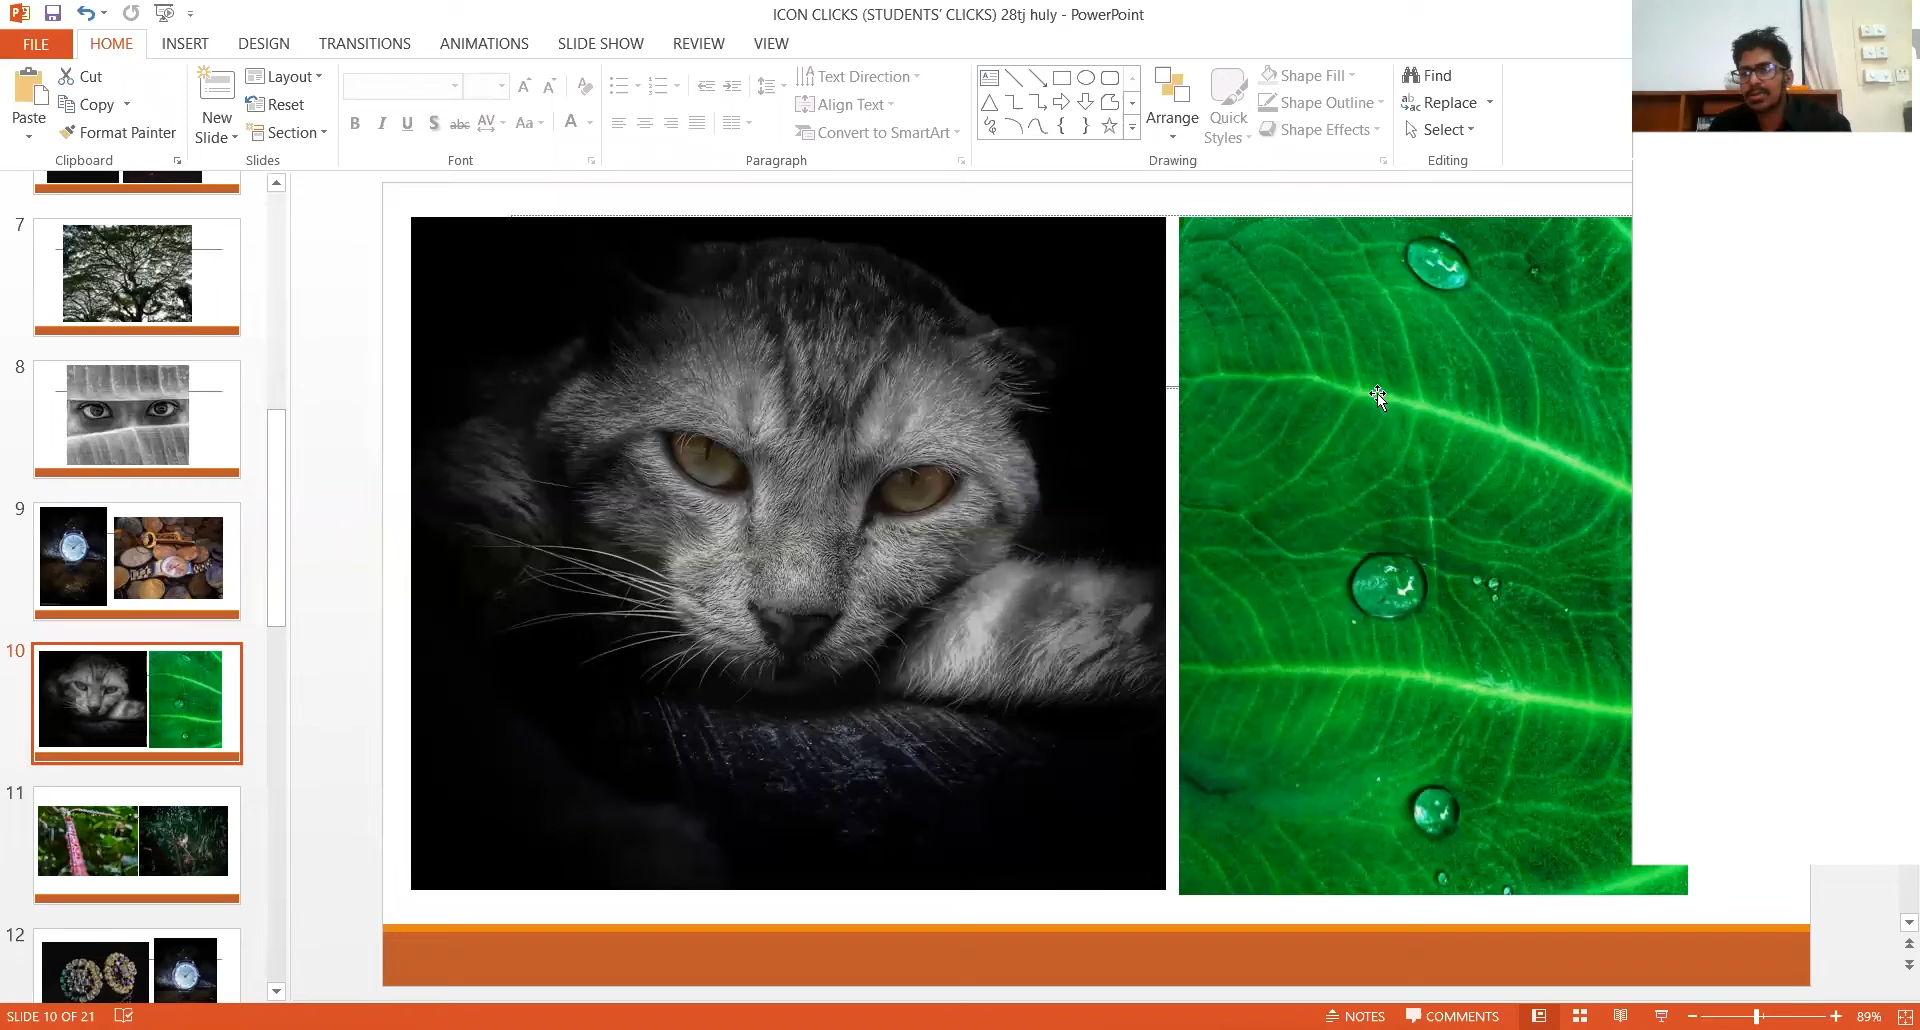 ICON CLICKS (STUDENTS' CLICKS) 28tj huly - PowerPoint
FILE HOME INSERT DESIGN TRANSITIONS ANIMATIONS SLIDE SHOW REVIEW VIEW
Paste
Cut
Copy
Format Painter
Clipboard
New
Slide
Layout
Reset
Section
Slides
B I U S abc AV Aa A
Font
Text Direction
Align Text
Convert to SmartArt
Paragraph
Arrange
Quick
Styles
Shape Fill
Shape Outline
Shape Effects
Drawing
Find
Replace
Select
Editing
7
8
9
10
11
12
SLIDE 10 OF 21
NOTES
COMMENTS
89%